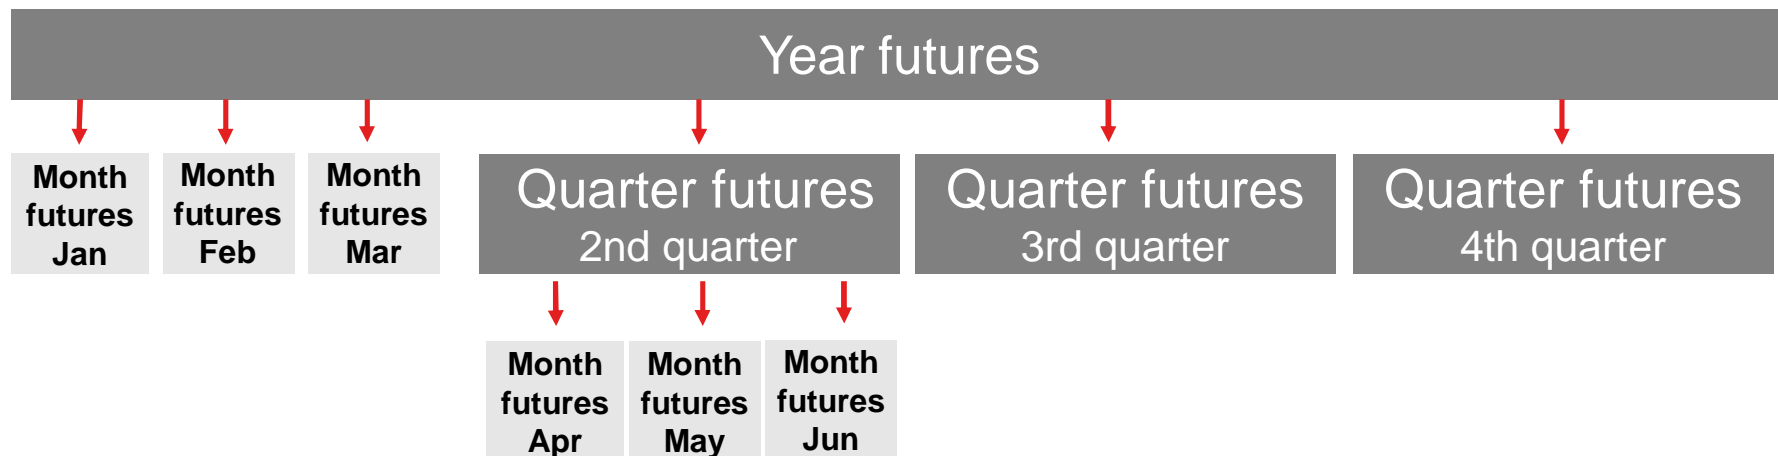 Year futures
Month
futures
Jan
Month
futures
Feb
Month
futures
Mar
Quarter futures
2nd quarter
Quarter futures
3rd quarter
Quarter futures
4th quarter
Month
futures
Apr
Month
futures
May
Month
futures
Jun